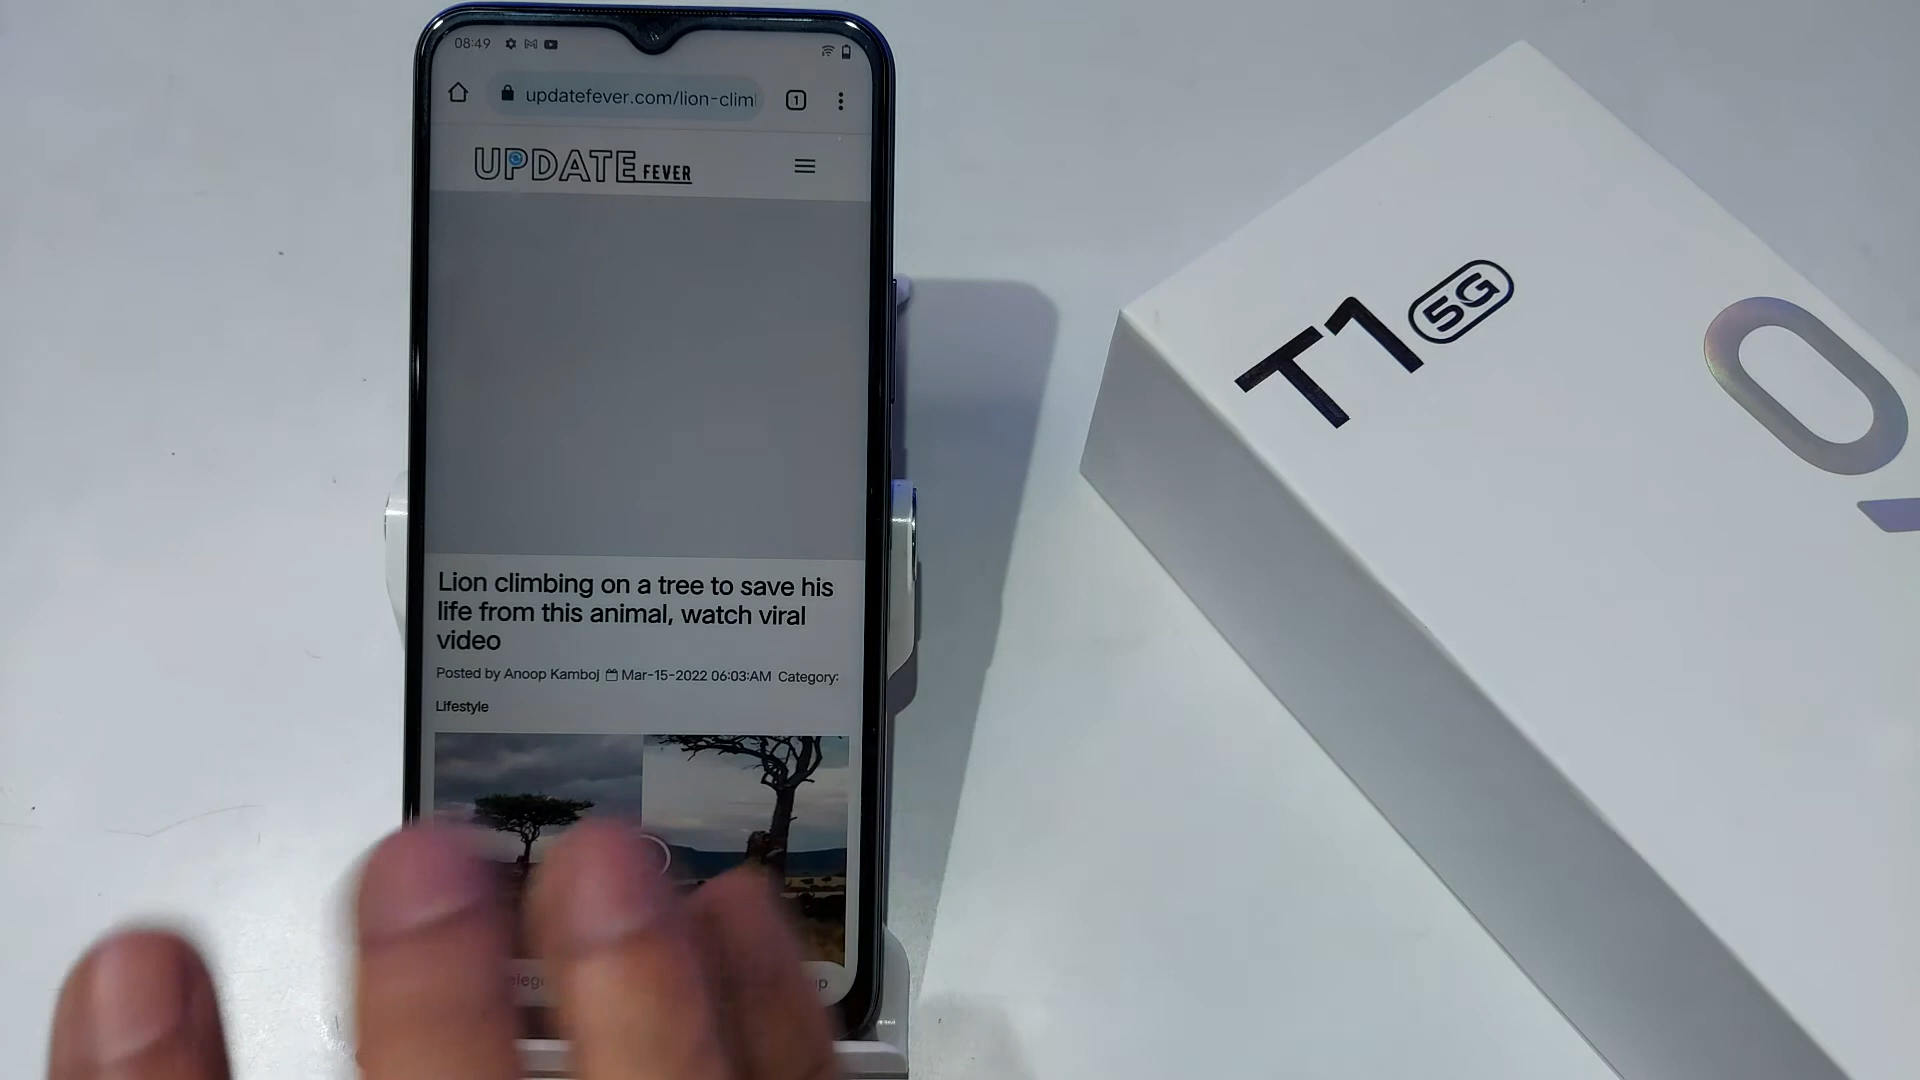 08:49
updatefever.com/lion-clim
1
UPDATE FEVER
Lion climbing on a tree to save his
life from this animal, watch viral
video
Posted by Anoop Kamboj Mar-15-2022 06:03:AM Category:
Lifestyle
T1 5G